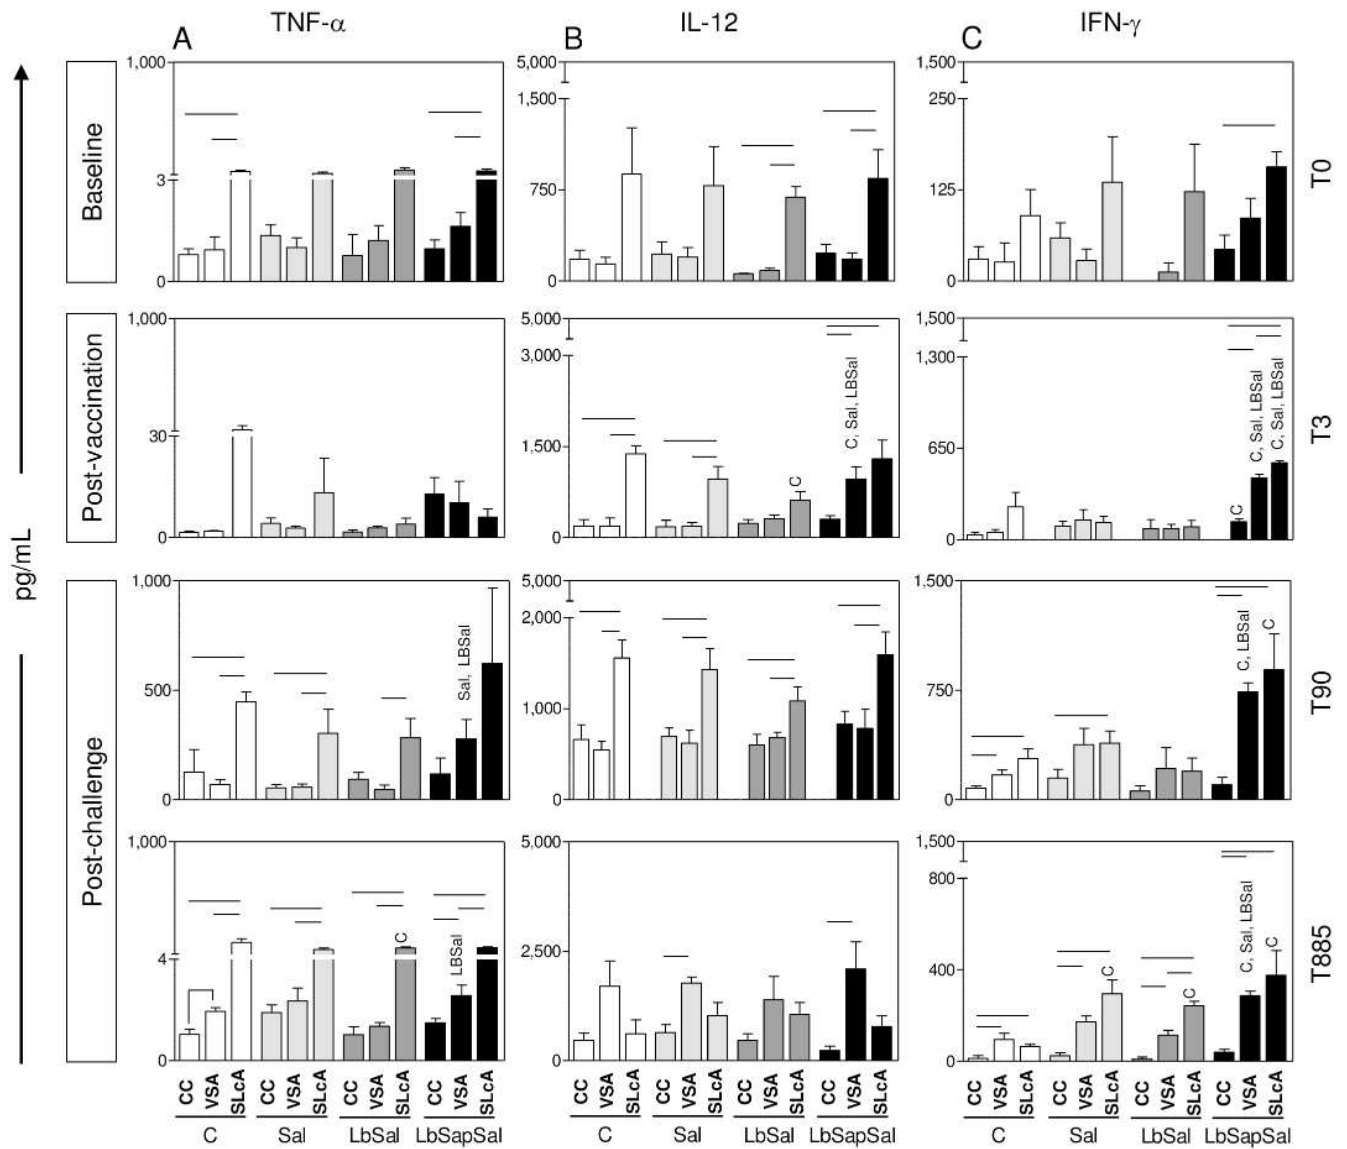 A TNF-α
B IL-12
C IFN-γ
pg/mL
Baseline
1,000
3
0
5,000
1,500
750
0
1,500
250
125
0
T0
Post-vaccination
1,000
30
0
5,000
3,000
1,500
0
C
C, Sal, LBSal
1,500
1,300
650
0
C
C, Sal, LBSal
C, Sal, LBSal
T3
Post-challenge
1,000
500
0
Sal, LBSal
5,000
2,000
1,000
0
1,500
750
0
C, LBSal
C
T90
1,000
4
0
C
LBSal
5,000
2,500
0
1,500
800
400
0
C
C
C, Sal, LBSal
C
T885
CC VSA SLcA CC VSA SLcA CC VSA SLcA CC VSA SLcA
C Sal LbSal LbSapSal
CC VSA SLcA CC VSA SLcA CC VSA SLcA CC VSA SLcA
C Sal LbSal LbSapSal
CC VSA SLcA CC VSA SLcA CC VSA SLcA CC VSA SLcA
C Sal LbSal LbSapSal